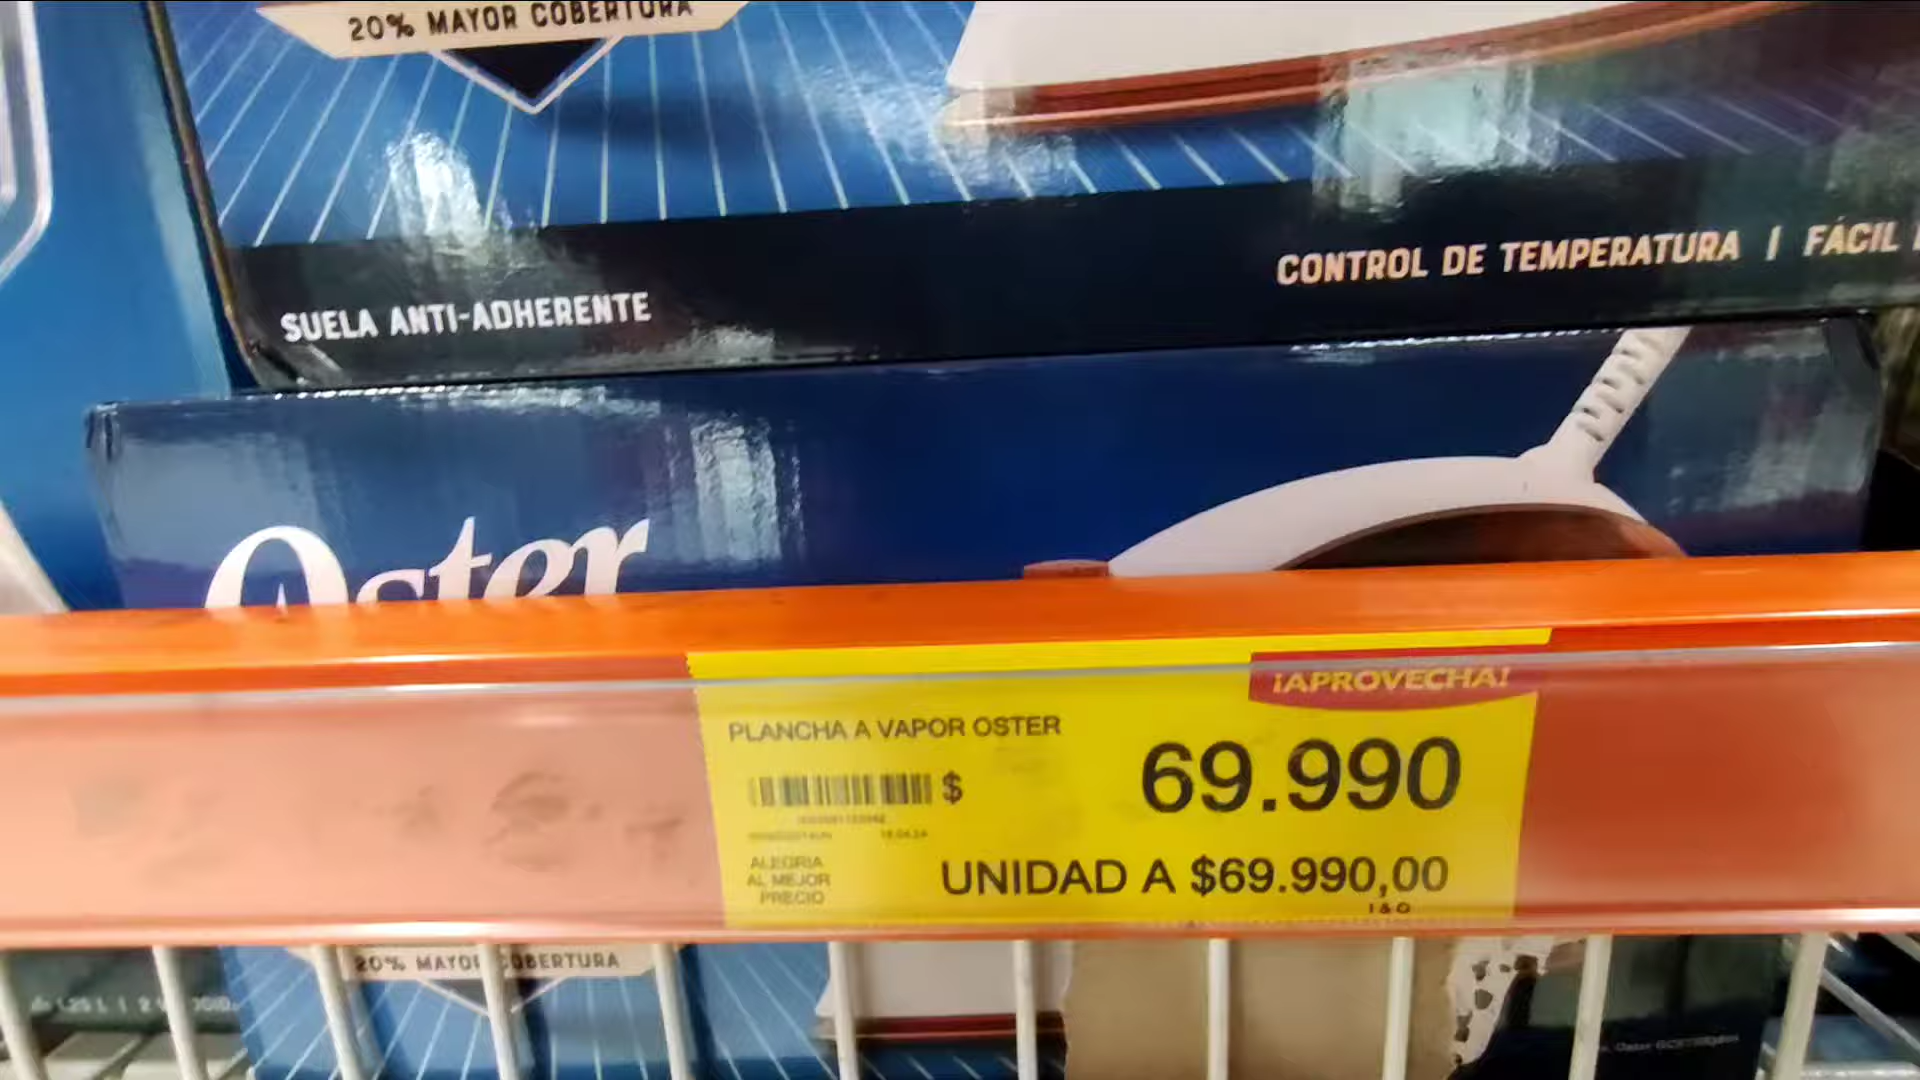 20% MAYOR COBERTURA
SUELA ANTI-ADHERENTE
CONTROL DE TEMPERATURA | FÁCIL
Oster
¡APROVECHA!
PLANCHA A VAPOR OSTER
$ 69.990
ALEGRIA
AL MEJOR
PRECIO
UNIDAD A $69.990,00
20% MAYOR COBERTURA